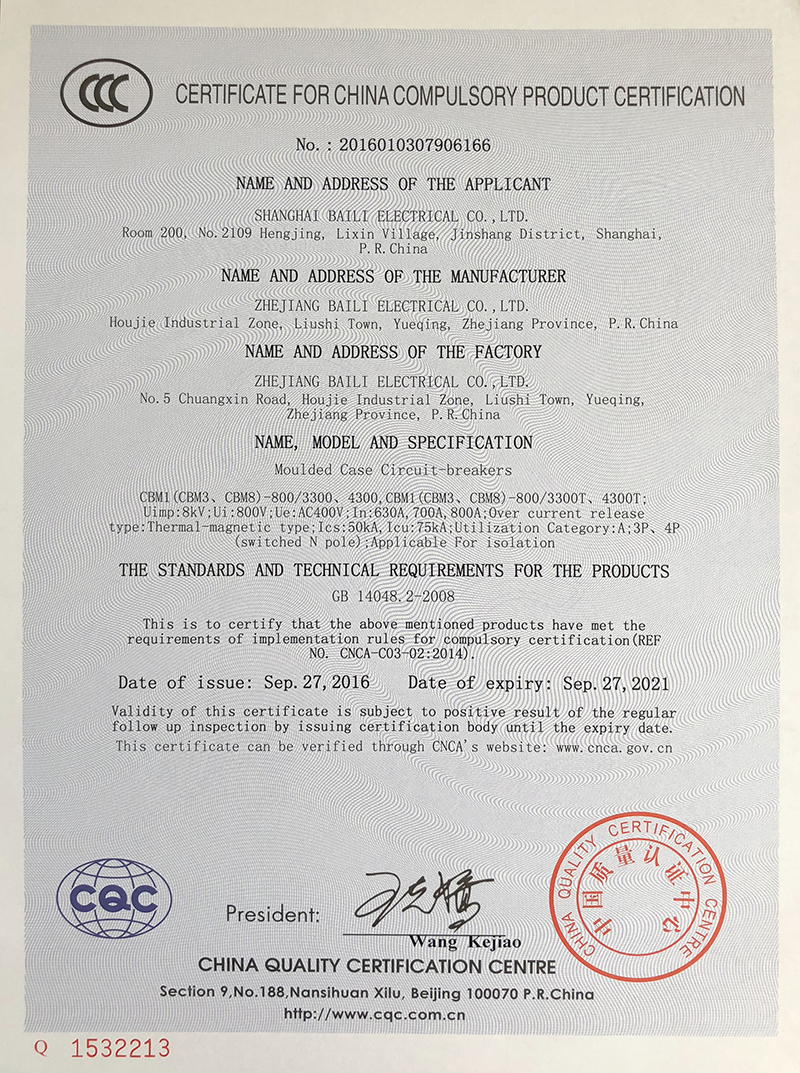 CCC
CERTIFICATE FOR CHINA COMPULSORY PRODUCT CERTIFICATION
No. : 2016010307906166
NAME AND ADDRESS OF THE APPLICANT
SHANGHAI BAILI ELECTRICAL CO.,LTD.
Room 200, No.2109 Hengjing, Lixin Village, Jinshang District, Shanghai,
P.R.China
NAME AND ADDRESS OF THE MANUFACTURER
ZHEJIANG BAILI ELECTRICAL CO.,LTD.
Houjie Industrial Zone, Liushi Town, Yueqing, Zhejiang Province, P.R.China
NAME AND ADDRESS OF THE FACTORY
ZHEJIANG BAILI ELECTRICAL CO.,LTD.
No.5 Chuangxin Road, Houjie Industrial Zone, Liushi Town, Yueqing,
Zhejiang Province, P.R.China
NAME, MODEL AND SPECIFICATION
Moulded Case Circuit-breakers
CBM1(CBM3、CBM8)-800/3300、4300,CBM1(CBM3、CBM8)-800/3300T、4300T;
Uimp:8kV;Ui:800V;Ue:AC400V;In:630A,700A,800A;Over current release
type:Thermal-magnetic type;Ics:50kA,Icu:75kA;Utilization Category:A;3P、4P
(switched N pole);Applicable For isolation
THE STANDARDS AND TECHNICAL REQUIREMENTS FOR THE PRODUCTS
GB 14048.2-2008
This is to certify that the above mentioned products have met the
requirements of implementation rules for compulsory certification(REF
NO. CNCA-C03-02:2014).
Date of issue: Sep.27,2016 Date of expiry: Sep.27,2021
Validity of this certificate is subject to positive result of the regular
follow up inspection by issuing certification body until the expiry date.
This certificate can be verified through CNCA's website: www.cnca.gov.cn
CQC
President:
王克娇
Wang Kejiao
CHINA QUALITY CERTIFICATION CENTRE
中国质量认证中心
CHINA QUALITY CERTIFICATION CENTRE
Section 9,No.188,Nansihuan Xilu, Beijing 100070 P.R.China
http://www.cqc.com.cn
Q 1532213